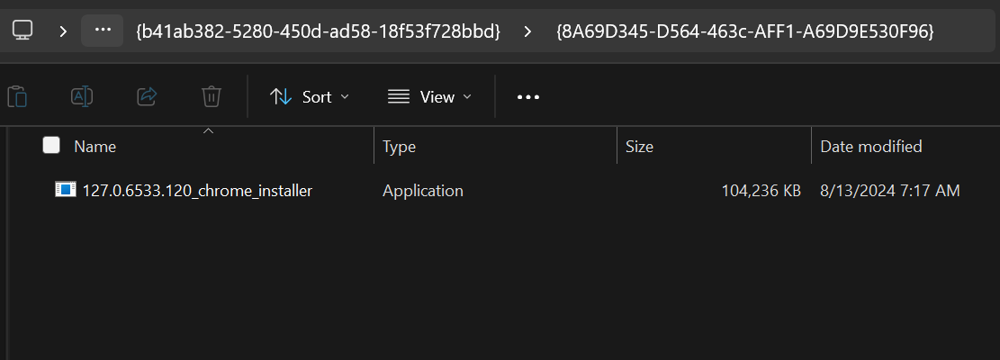 ... {b41ab382-5280-450d-ad58-18f53f728bbd} > {8A69D345-D564-463c-AFF1-A69D9E530F96}
Sort View ...
Name Type Size Date modified
127.0.6533.120_chrome_installer Application 104,236 KB 8/13/2024 7:17 AM